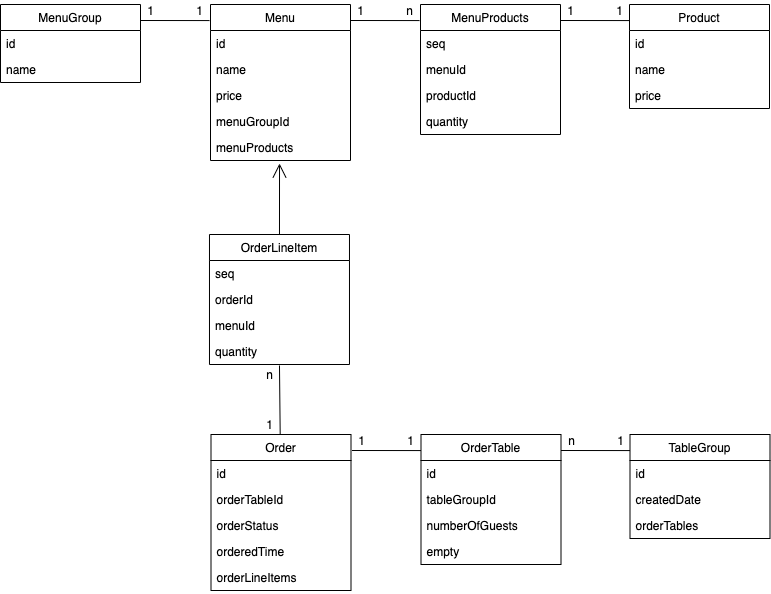 MenuGroup
id
name
1 1
Menu
id
name
price
menuGroupId
menuProducts
1 n
MenuProducts
seq
menuId
productId
quantity
1 1
Product
id
name
price
OrderLineItem
seq
orderId
menuId
quantity
n
1
Order
id
orderTableId
orderStatus
orderedTime
orderLineItems
1 1
OrderTable
id
tableGroupId
numberOfGuests
empty
n 1
TableGroup
id
createdDate
orderTables